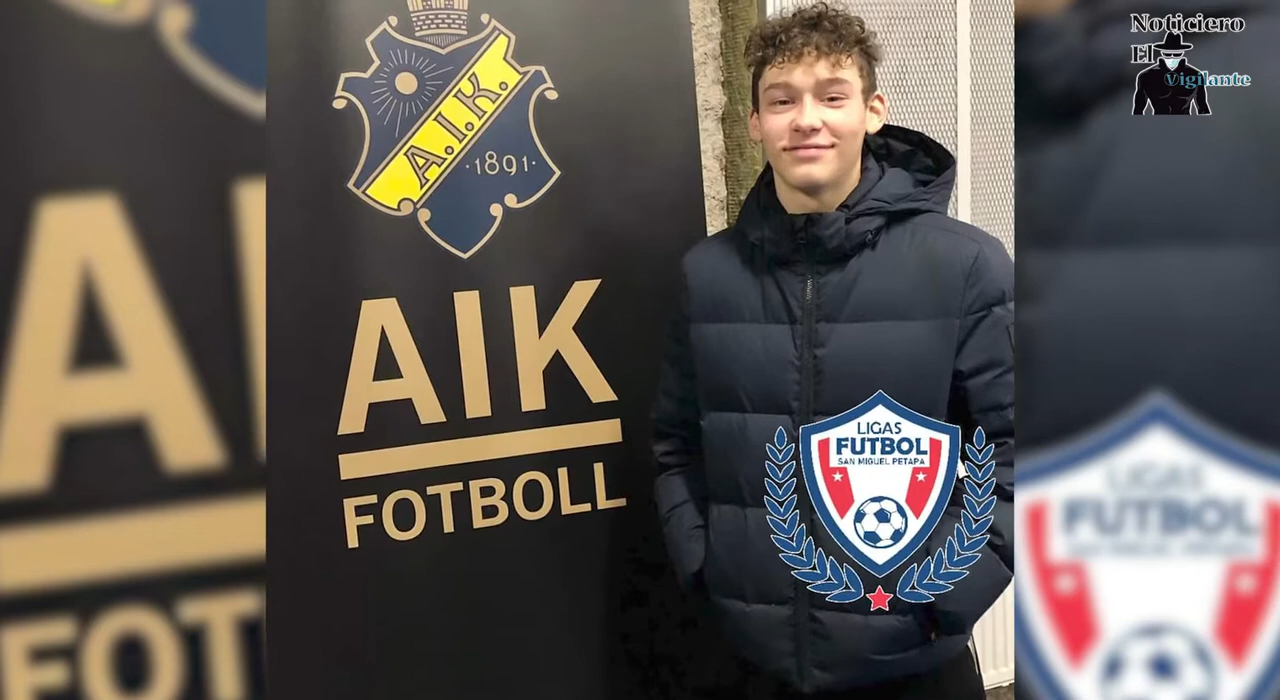 Noticiero
El
Vigilante
A.I.K.
·1891·
AIK
FOTBOLL
LIGAS
FUTBOL
SAN MIGUEL PETAPA